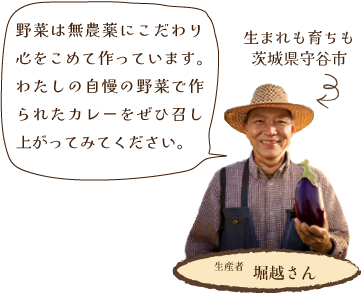 野菜は無農薬にこだわり
心をこめて作っています。
わたしの自慢の野菜で作
られたカレーをぜひ召し
上がってみてください。
生まれも育ちも
茨城県守谷市
生産者 堀越さん